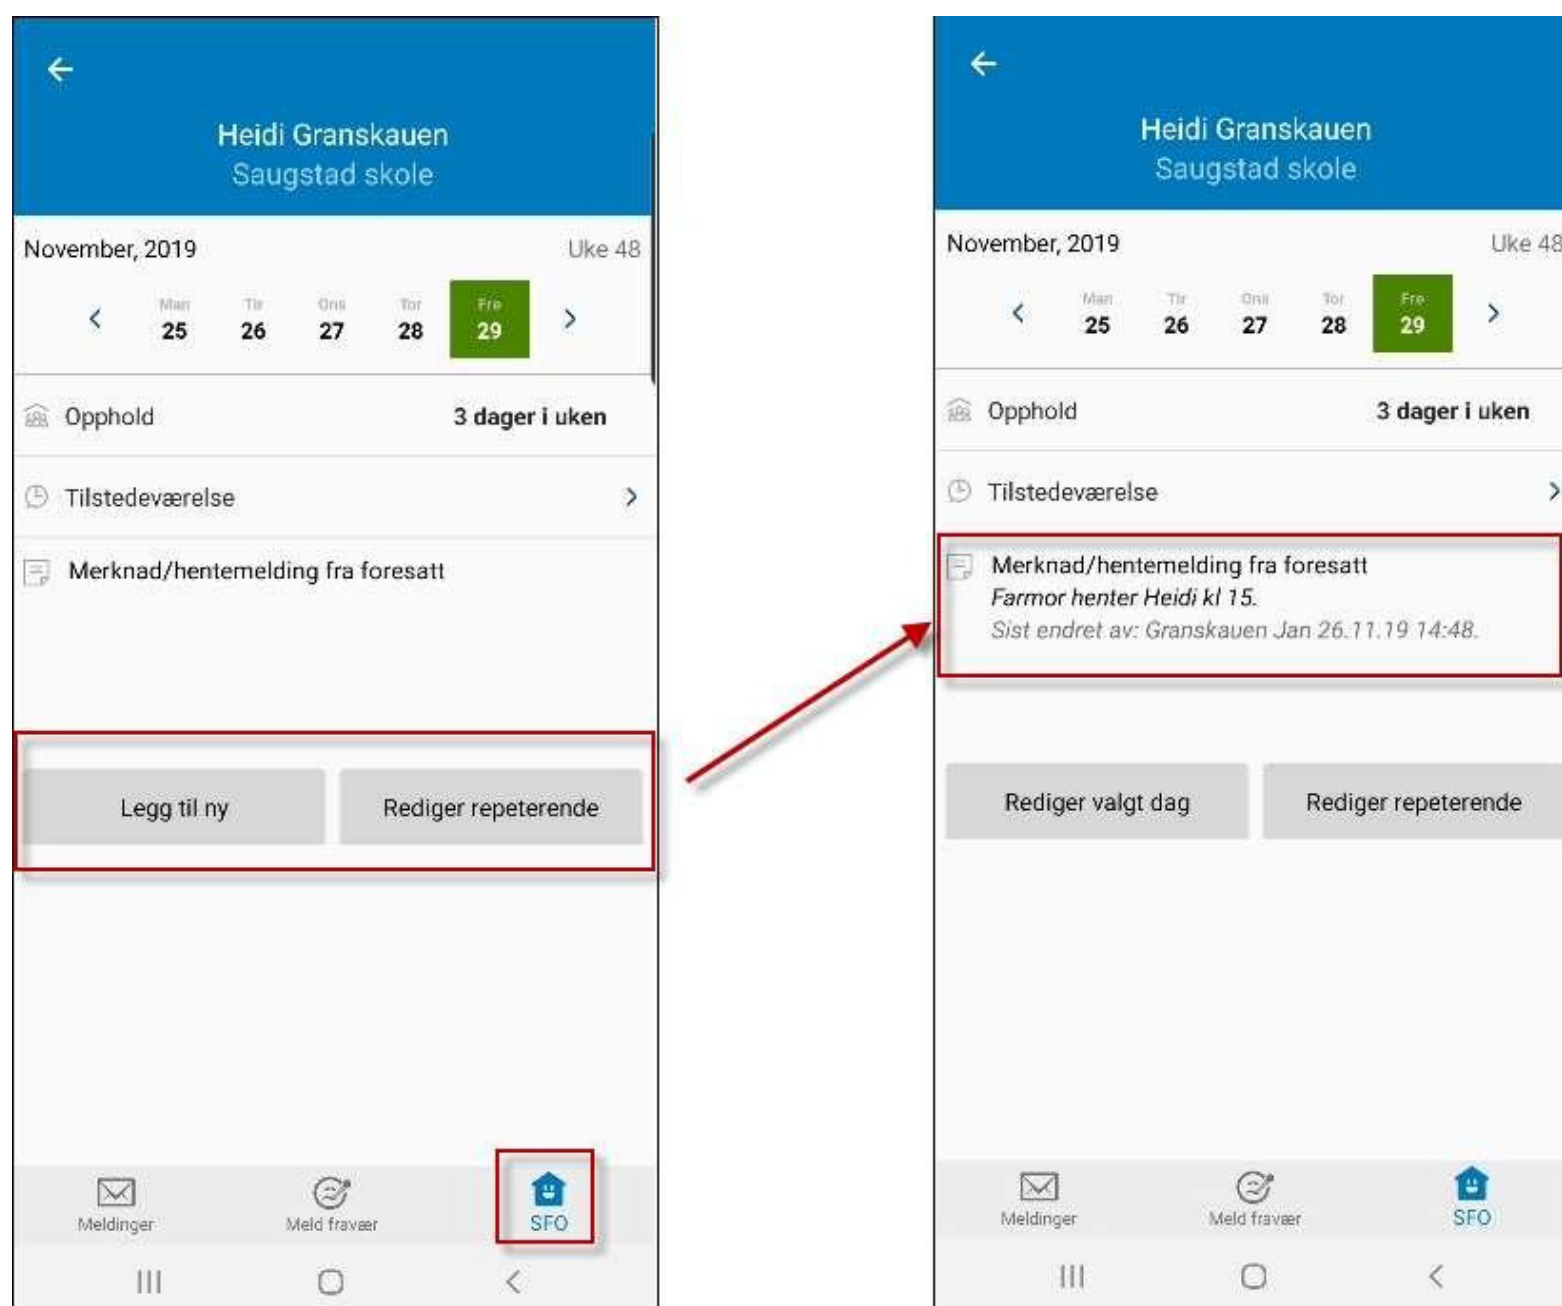 Heidi Granskauen
Saugstad skole
November, 2019 Uke 48
Man Tir Ons Tor Fre
25 26 27 28 29
Opphold 3 dager i uken
Tilstedeværelse
Merknad/hentemelding fra foresatt
Legg til ny Rediger repeterende
Meldinger Meld fravær SFO
Heidi Granskauen
Saugstad skole
November, 2019 Uke 48
Man Tir Ons Tor Fre
25 26 27 28 29
Opphold 3 dager i uken
Tilstedeværelse
Merknad/hentemelding fra foresatt
Farmor henter Heidi kl 15.
Sist endret av: Granskauen Jan 26.11.19 14:48.
Rediger valgt dag Rediger repeterende
Meldinger Meld fravær SFO